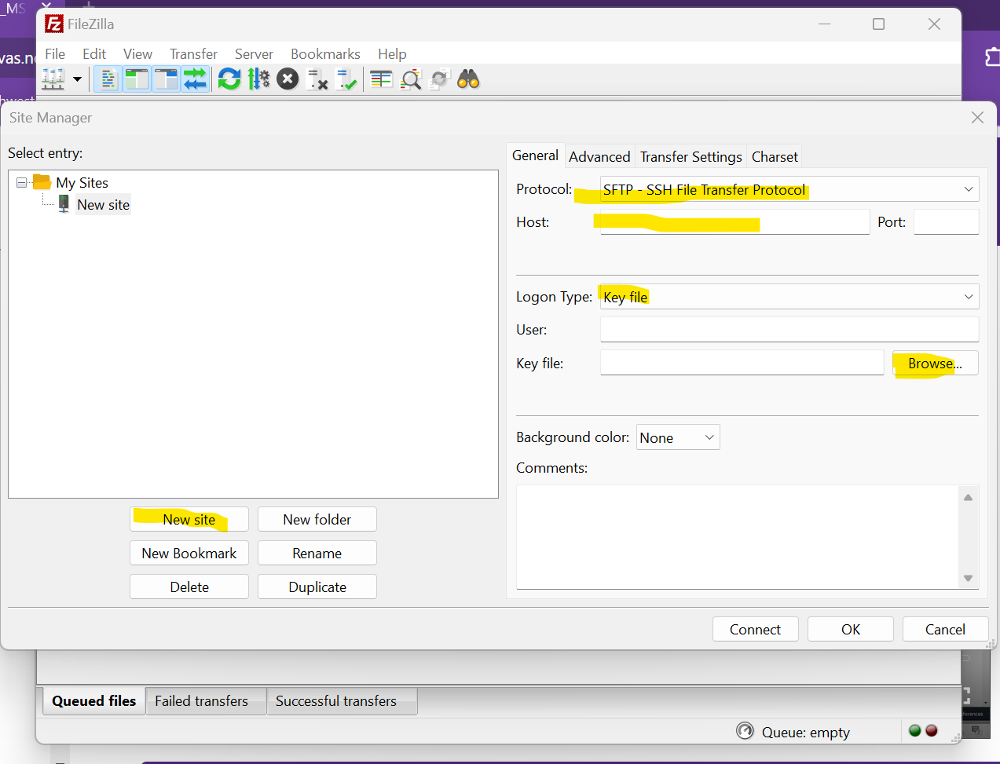 _MS
FileZilla
vas.ne
File Edit View Transfer Server Bookmarks Help
Site Manager
Select entry:
My Sites
New site
General Advanced Transfer Settings Charset
Protocol: SFTP - SSH File Transfer Protocol
Host: Port:
Logon Type: Key file
User:
Key file: Browse...
Background color: None
Comments:
New site New folder
New Bookmark Rename
Delete Duplicate
Connect OK Cancel
Queued files Failed transfers Successful transfers
Queue: empty